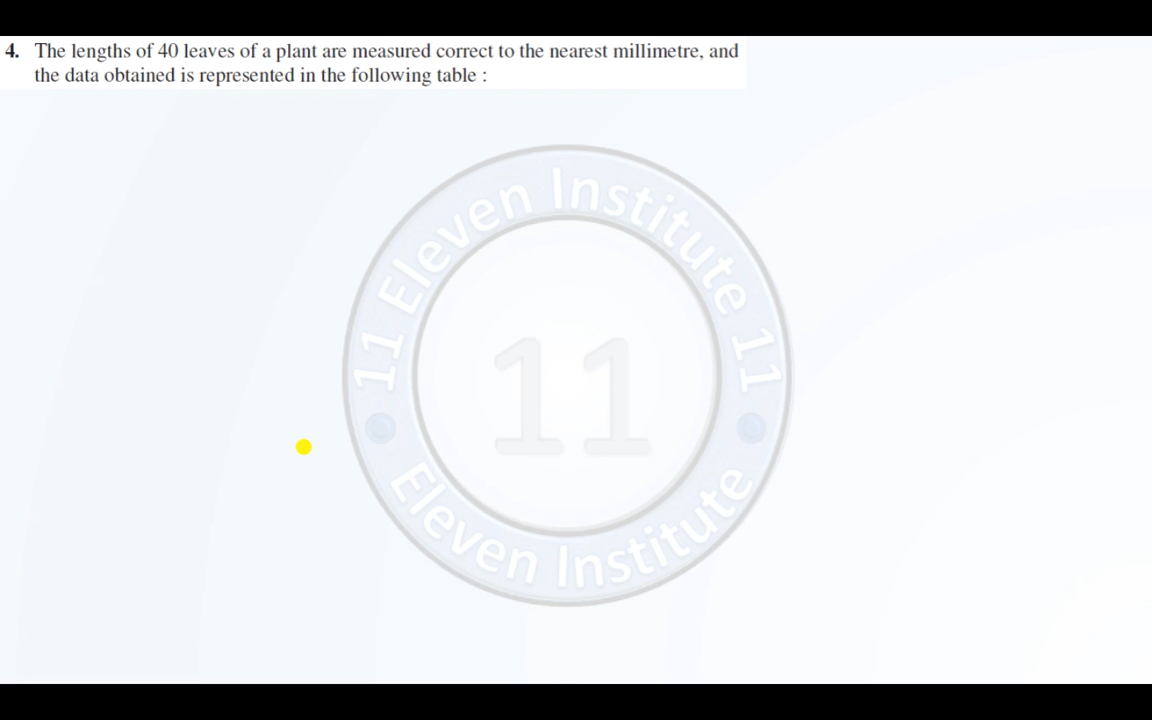 4. The lengths of 40 leaves of a plant are measured correct to the nearest millimetre, and
the data obtained is represented in the following table :
11 Eleven Institute 11
11
Eleven Institute